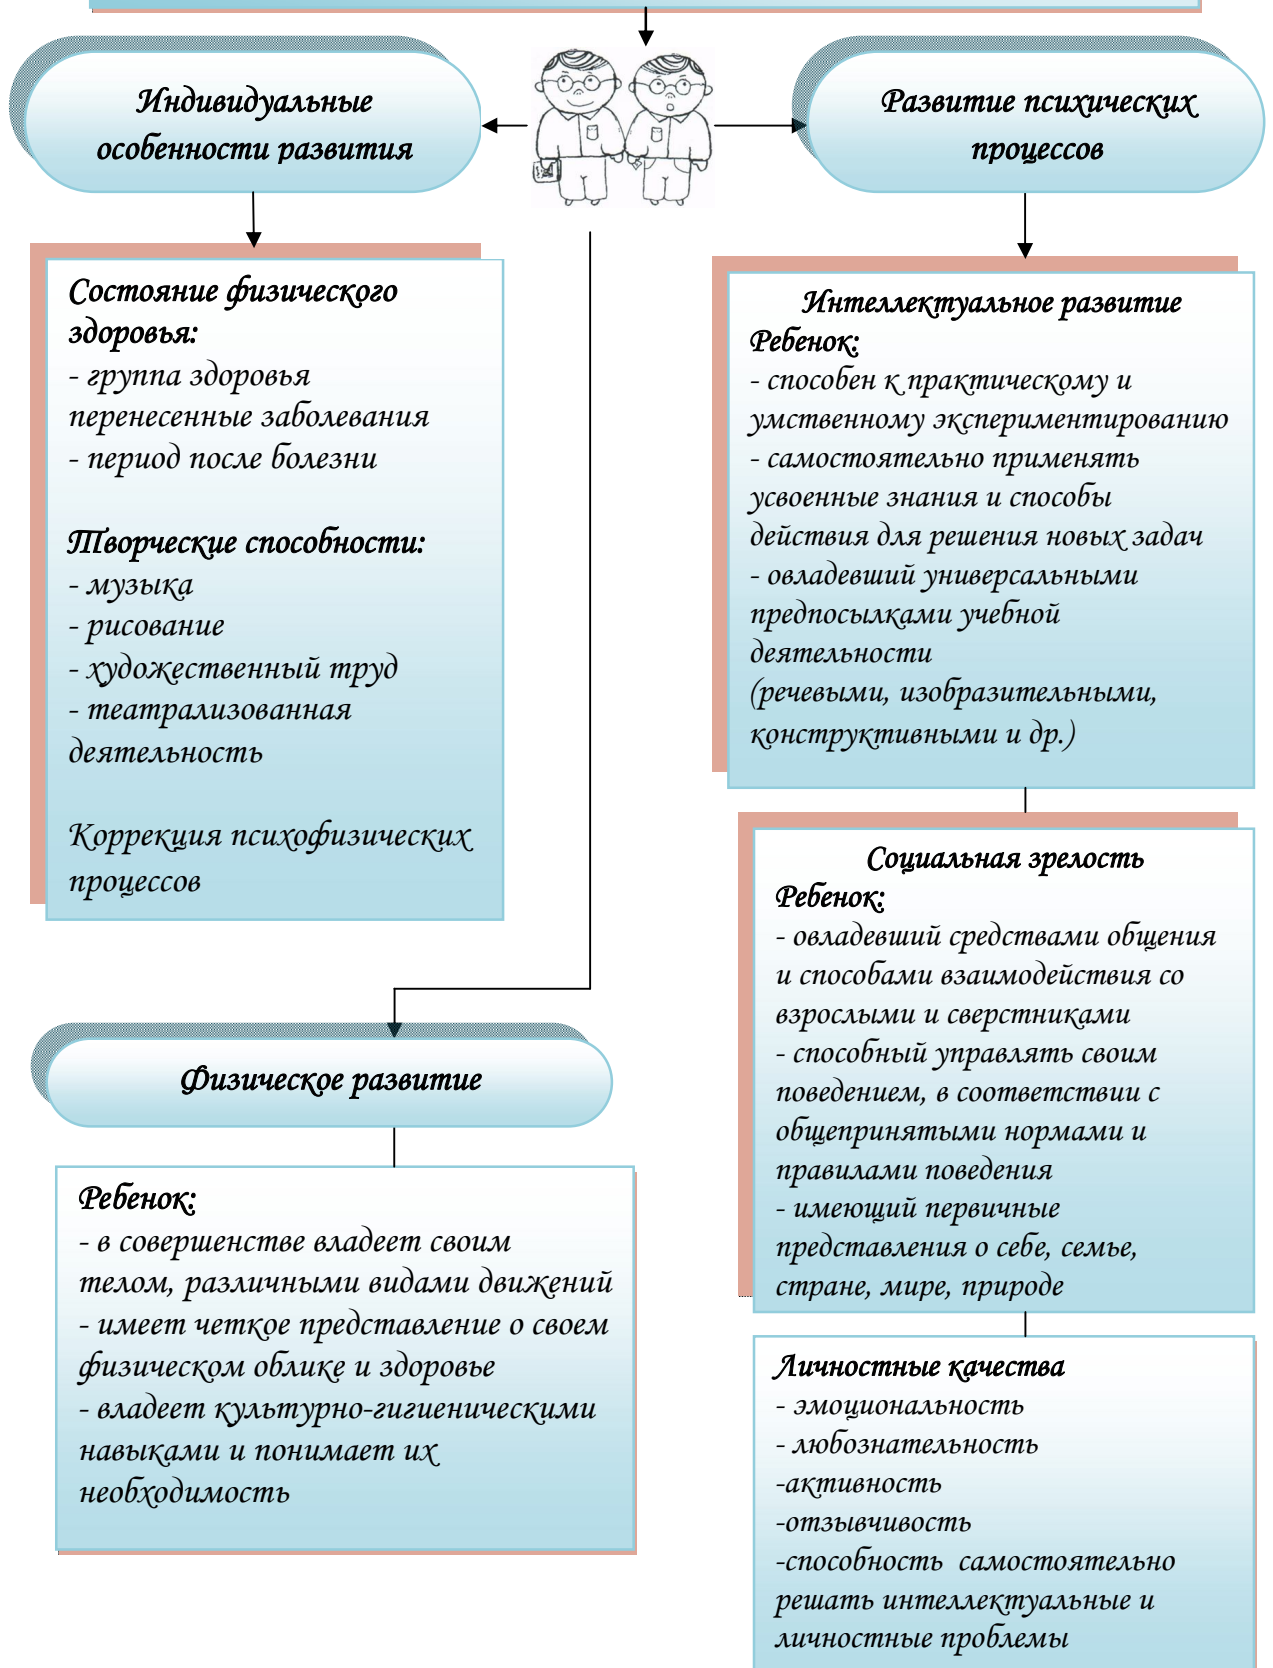 Индивидуальные
особенности развития
Развитие психических
процессов
Состояние физического
здоровья:
- группа здоровья
перенесенные заболевания
- период после болезни
Творческие способности:
- музыка
- рисование
- художественный труд
- театрализованная
деятельность
Коррекция психофизических
процессов
Интеллектуальное развитие
Ребенок:
- способен к практическому и
умственному экспериментированию
- самостоятельно применять
усвоенные знания и способы
действия для решения новых задач
- овладевший универсальными
предпосылками учебной
деятельности
(речевыми, изобразительными,
конструктивными и др.)
Социальная зрелость
Ребенок:
- овладевший средствами общения
и способами взаимодействия со
взрослыми и сверстниками
- способный управлять своим
поведением, в соответствии с
общепринятыми нормами и
правилами поведения
- имеющий первичные
представления о себе, семье,
стране, мире, природе
Физическое развитие
Ребенок:
- в совершенстве владеет своим
телом, различными видами движений
- имеет четкое представление о своем
физическом облике и здоровье
- владеет культурно-гигиеническими
навыками и понимает их
необходимость
Личностные качества
- эмоциональность
- любознательность
-активность
-отзывчивость
-способность  самостоятельно
решать интеллектуальные и
личностные проблемы